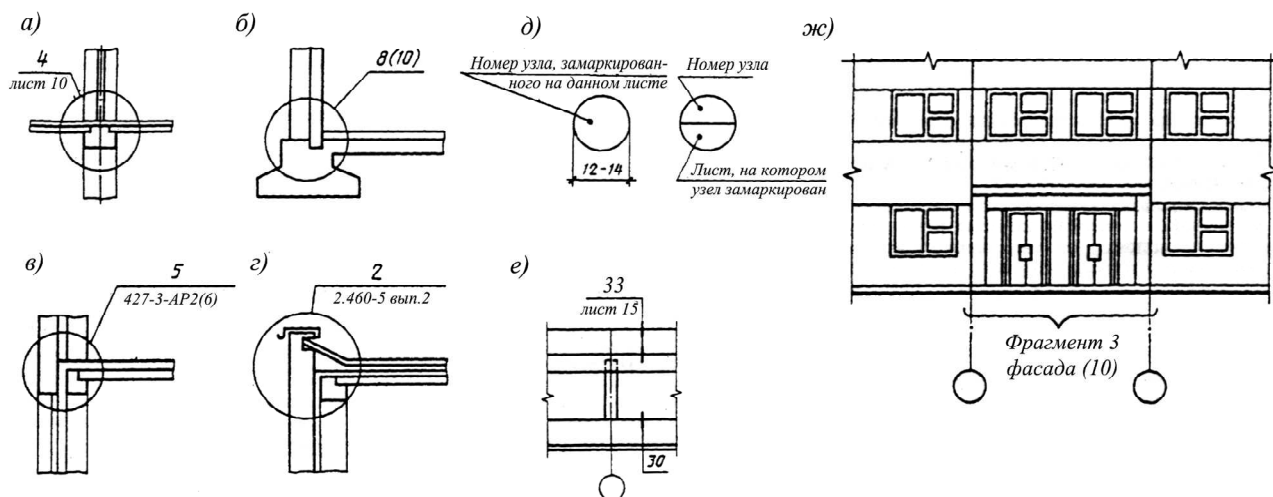 а)
4
лист 10
б)
8(10)
д)
Номер узла, замаркирован-
ного на данном листе
12-14
Номер узла
Лист, на котором
узел замаркирован
ж)
Фрагмент 3
фасада (10)
в)
5
427-3-АР2(6)
г)
2
2.460-5 вып.2
е)
33
лист 15
30